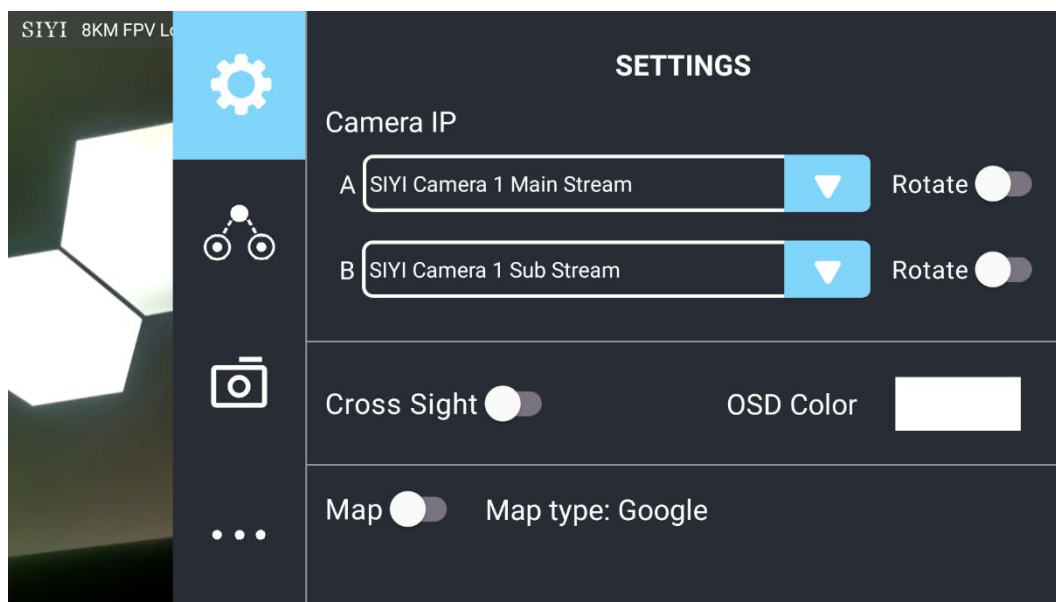 SIYI 8KM FPV
SETTINGS
Camera IP
A SIYI Camera 1 Main Stream Rotate
B SIYI Camera 1 Sub Stream Rotate
Cross Sight OSD Color
Map Map type: Google